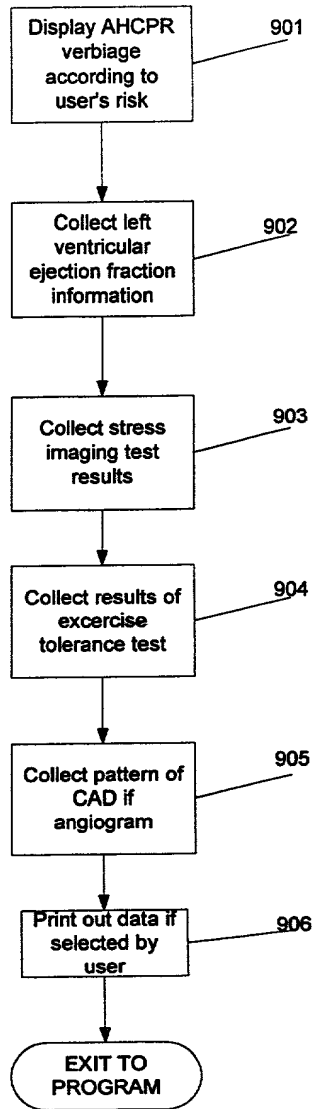 Display AHCPR
verbiage
according to
user's risk
901
Collect left
ventricular
ejection fraction
information
902
Collect stress
imaging test
results
903
Collect results of
excercise
tolerance test
904
Collect pattern of
CAD if
angiogram
905
Print out data if
selected by
user
906
EXIT TO
PROGRAM